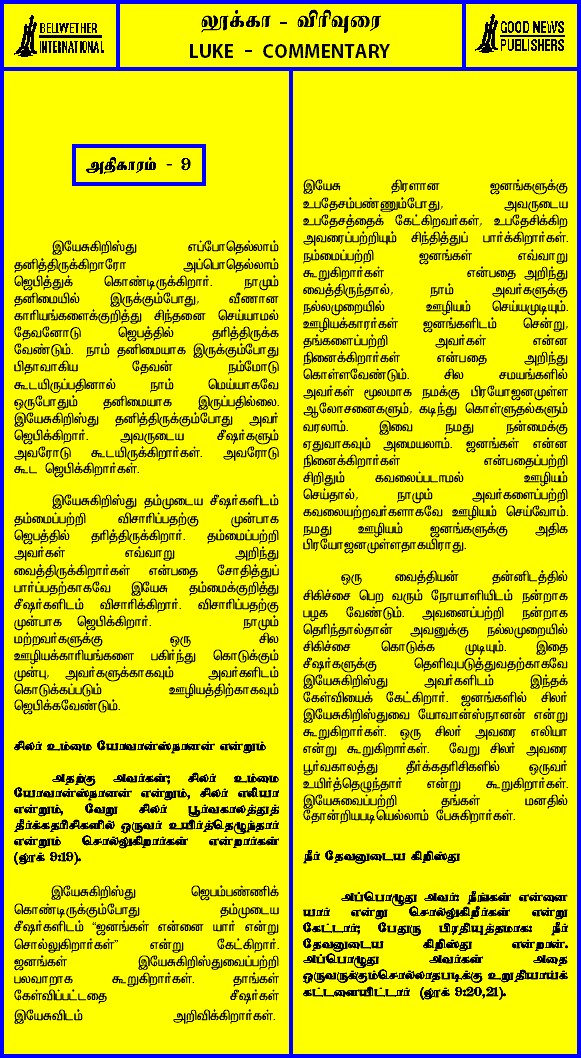 BELLWETHER
INTERNATIONAL
லூக்கா - விரிவுரை
LUKE - COMMENTARY
GOOD NEWS
PUBLISHERS
அதிகாரம் - 9
இயேசுகிறிஸ்து எப்போதெல்லாம்
தனித்திருக்கிறாரோ அப்பொதெல்லாம்
ஜெபித்துக் கொண்டிருக்கிறார். நாமும்
தனிமையில் இருக்கும்போது, வீணான
காரியங்களைக்குறித்து சிந்தனை செய்யாமல்
தேவனோடு ஜெபத்தில் தரித்திருக்க
வேண்டும். நாம் தனிமையாக இருக்கும்போது
பிதாவாகிய தேவன் நம்மோடு
கூடயிருப்பதினால் நாம் மெய்யாகவே
ஒருபோதும் தனிமையாக இருப்பதில்லை.
இயேசுகிறிஸ்து தனித்திருக்கும்போது அவர்
ஜெபிக்கிறார். அவருடைய சீஷர்களும்
அவரோடு கூடயிருக்கிறார்கள். அவரோடு
கூட ஜெபிக்கிறார்கள்.
இயேசுகிறிஸ்து தம்முடைய சீஷர்களிடம்
தம்மைப்பற்றி விசாரிப்பதற்கு முன்பாக
ஜெபத்தில் தரித்திருக்கிறார். தம்மைப்பற்றி
அவர்கள் எவ்வாறு அறிந்து
வைத்திருக்கிறார்கள் என்பதை சோதித்துப்
பார்ப்பதற்காகவே இயேசு தம்மைக்குறித்து
சீஷர்களிடம் விசாரிக்கிறார். விசாரிப்பதற்கு
முன்பாக ஜெபிக்கிறார். நாமும்
மற்றவர்களுக்கு ஒரு சில
ஊழியக்காரியங்களை பகிர்ந்து கொடுக்கும்
முன்பு, அவர்களுக்காகவும் அவர்களிடம்
கொடுக்கப்படும் ஊழியத்திற்காகவும்
ஜெபிக்கவேண்டும்.
சிலர் உம்மை யோவான்ஸ்நானன் என்றும்
அதற்கு அவர்கள்; சிலர் உம்மை
யோவான்ஸ்நானன் என்றும், சிலர் எலியா
என்றும், வேறு சிலர் பூர்வகாலத்துத்
தீர்க்கதரிசிகளில் ஒருவர் உயிர்த்தெழுந்தார்
என்றும் சொல்லுகிறார்கள் என்றார்கள்
(லூக் 9:19).
இயேசுகிறிஸ்து ஜெபம்பண்ணிக்
கொண்டிருக்கும்போது தம்முடைய
சீஷர்களிடம் “ஜனங்கள் என்னை யார் என்று
சொல்லுகிறார்கள்” என்று கேட்கிறார்.
ஜனங்கள் இயேசுகிறிஸ்துவைப்பற்றி
பலவாறாக கூறுகிறார்கள். தாங்கள்
கேள்விப்பட்டதை சீஷர்கள்
இயேசுவிடம் அறிவிக்கிறார்கள்.
இயேசு திரளான ஜனங்களுக்கு
உபதேசம்பண்ணும்போது, அவருடைய
உபதேசத்தைக் கேட்கிறவர்கள், உபதேசிக்கிற
அவரைப்பற்றியும் சிந்தித்துப் பார்க்கிறார்கள்.
நம்மைப்பற்றி ஜனங்கள் எவ்வாறு
கூறுகிறார்கள் என்பதை அறிந்து
வைத்திருந்தால், நாம் அவர்களுக்கு
நல்லமுறையில் ஊழியம் செய்யமுடியும்.
ஊழியக்காரர்கள் ஜனங்களிடம் சென்று,
தங்களைப்பற்றி அவர்கள் என்ன
நினைக்கிறார்கள் என்பதை அறிந்து
கொள்ளவேண்டும். சில சமயங்களில்
அவர்கள் மூலமாக நமக்கு பிரயோஜனமுள்ள
ஆலோசனைகளும், கடிந்து கொள்ளுதல்களும்
வரலாம். இவை நமது நன்மைக்கு
ஏதுவாகவும் அமையலாம். ஜனங்கள் என்ன
நினைக்கிறார்கள் என்பதைப்பற்றி
சிறிதும் கவலைப்படாமல் ஊழியம்
செய்தால், நாமும் அவர்களைப்பற்றி
கவலையற்றவர்களாகவே ஊழியம் செய்வோம்.
நமது ஊழியம் ஜனங்களுக்கு அதிக
பிரயோஜனமுள்ளதாகயிராது.
ஒரு வைத்தியன் தன்னிடத்தில்
சிகிச்சை பெற வரும் நோயாளியிடம் நன்றாக
பழக வேண்டும். அவனைப்பற்றி நன்றாக
தெரிந்தால்தான் அவனுக்கு நல்லமுறையில்
சிகிச்சை கொடுக்க முடியும். இதை
சீஷர்களுக்கு தெளிவுபடுத்துவதற்காகவே
இயேசுகிறிஸ்து அவர்களிடம் இந்தக்
கேள்வியைக் கேட்கிறார். ஜனங்களில் சிலர்
இயேசுகிறிஸ்துவை யோவான்ஸ்நானன் என்று
கூறுகிறார்கள். ஒரு சிலர் அவரை எலியா
என்று கூறுகிறார்கள். வேறு சிலர் அவரை
பூர்வகாலத்து தீர்க்கதரிசிகளில் ஒருவர்
உயிர்த்தெழுந்தார் என்று கூறுகிறார்கள்.
இயேசுவைப்பற்றி தங்கள் மனதில்
தோன்றியபடியெல்லாம் பேசுகிறார்கள்.
நீர் தேவனுடைய கிறிஸ்து
அப்பொழுது அவர்: நீங்கள் என்னை
யார் என்று சொல்லுகிறீர்கள் என்று
கேட்டார்; பேதுரு பிரதியுத்தமாக: நீர்
தேவனுடைய கிறிஸ்து என்றான்.
அப்பொழுது அவர்கள் அதை
ஒருவருக்கும்சொல்லாதபடிக்கு உறுதியாய்க்
கட்டளையிட்டார் (லூக் 9:20,21).